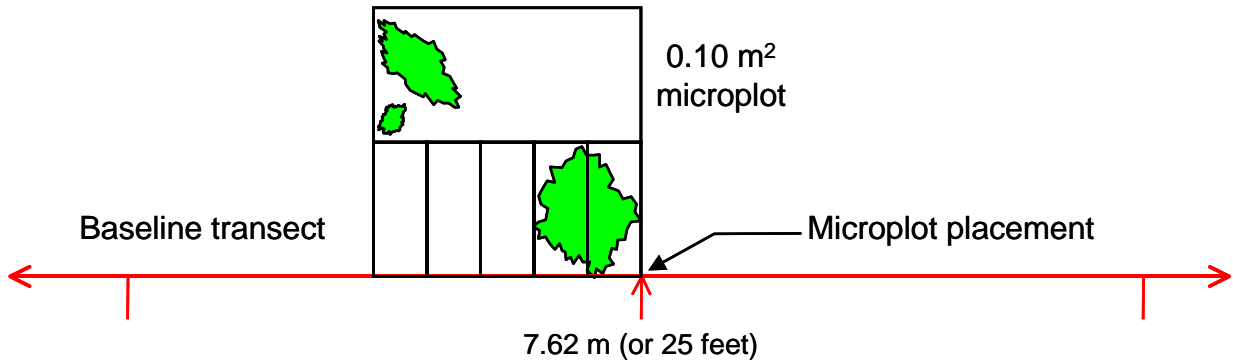 0.10 m²
microplot
Baseline transect
Microplot placement
7.62 m (or 25 feet)